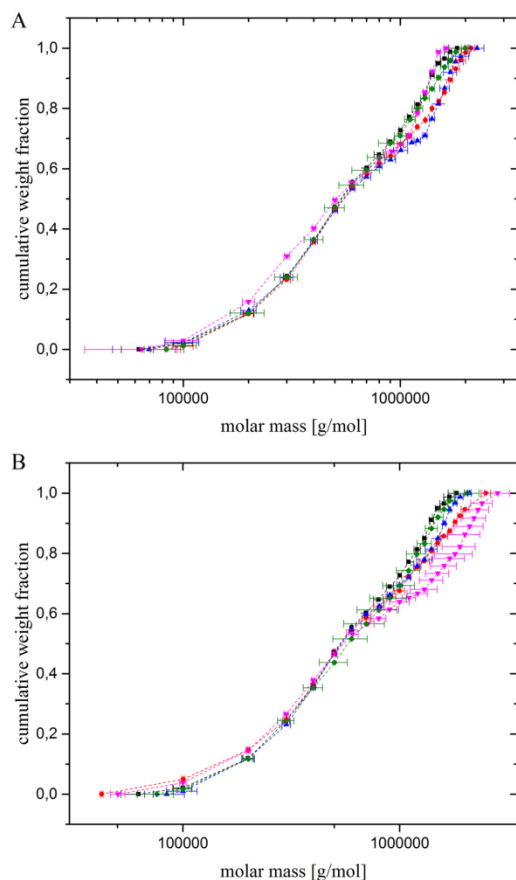 A
1,0
0,8
0,6
0,4
0,2
0,0
cumulative weight fraction
100000 1000000
molar mass [g/mol]
B
1,0
0,8
0,6
0,4
0,2
0,0
cumulative weight fraction
100000 1000000
molar mass [g/mol]